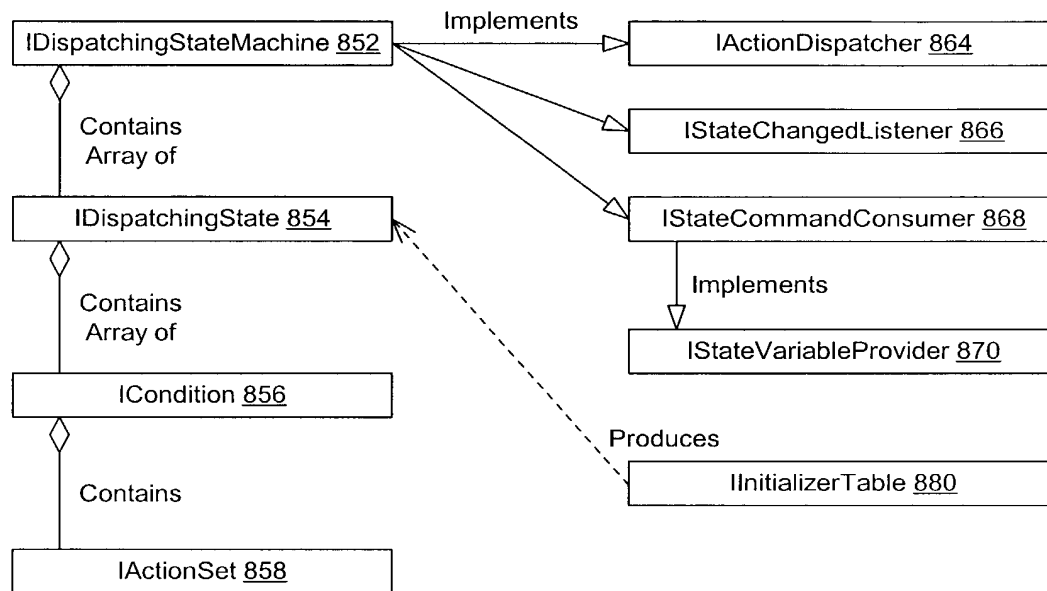 Implements
IDispatchingStateMachine 852
IActionDispatcher 864
Contains
Array of
IStateChangedListener 866
IDispatchingState 854
IStateCommandConsumer 868
Contains
Array of
Implements
IStateVariableProvider 870
ICondition 856
Produces
IInitializerTable 880
Contains
IActionSet 858